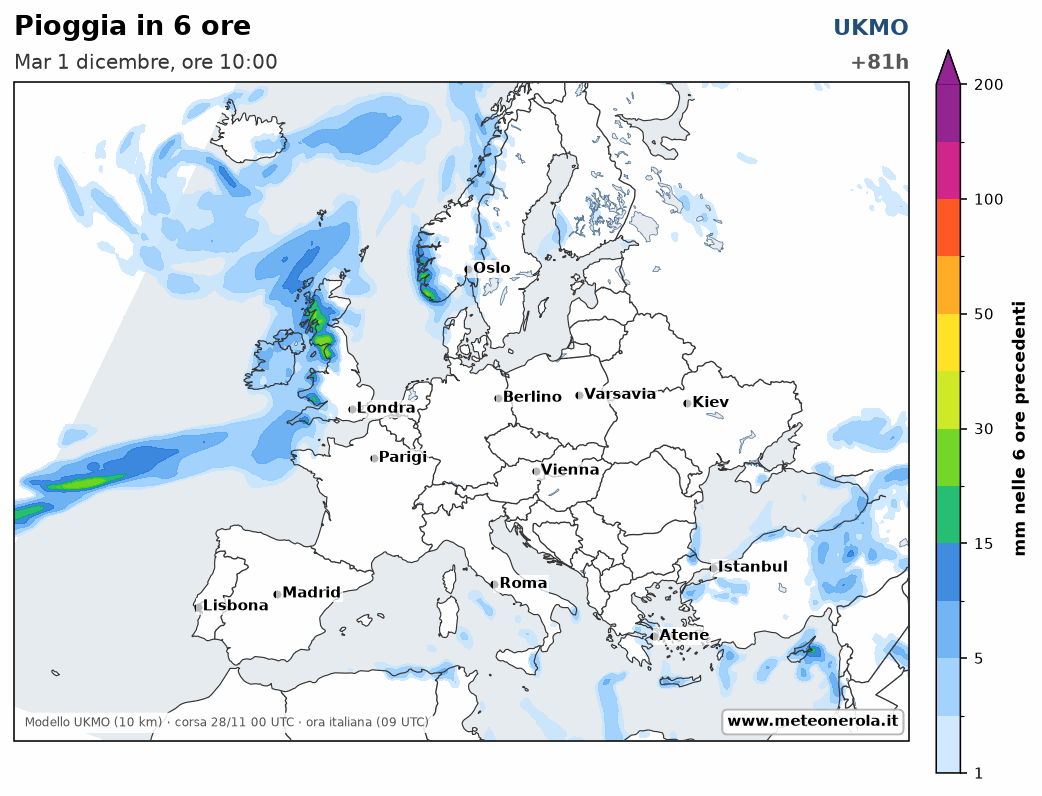 Pioggia in 6 ore
UKMO
Mar 1 dicembre, ore 10:00
+81h
200
100
50
30
15
5
1
mm nelle 6 ore precedenti
Oslo
Londra
Berlino
Varsavia
Kiev
Parigi
Vienna
Istanbul
Roma
Madrid
Lisbona
Atene
Modello UKMO (10 km) · corsa 28/11 00 UTC · ora italiana (09 UTC)
www.meteonerola.it